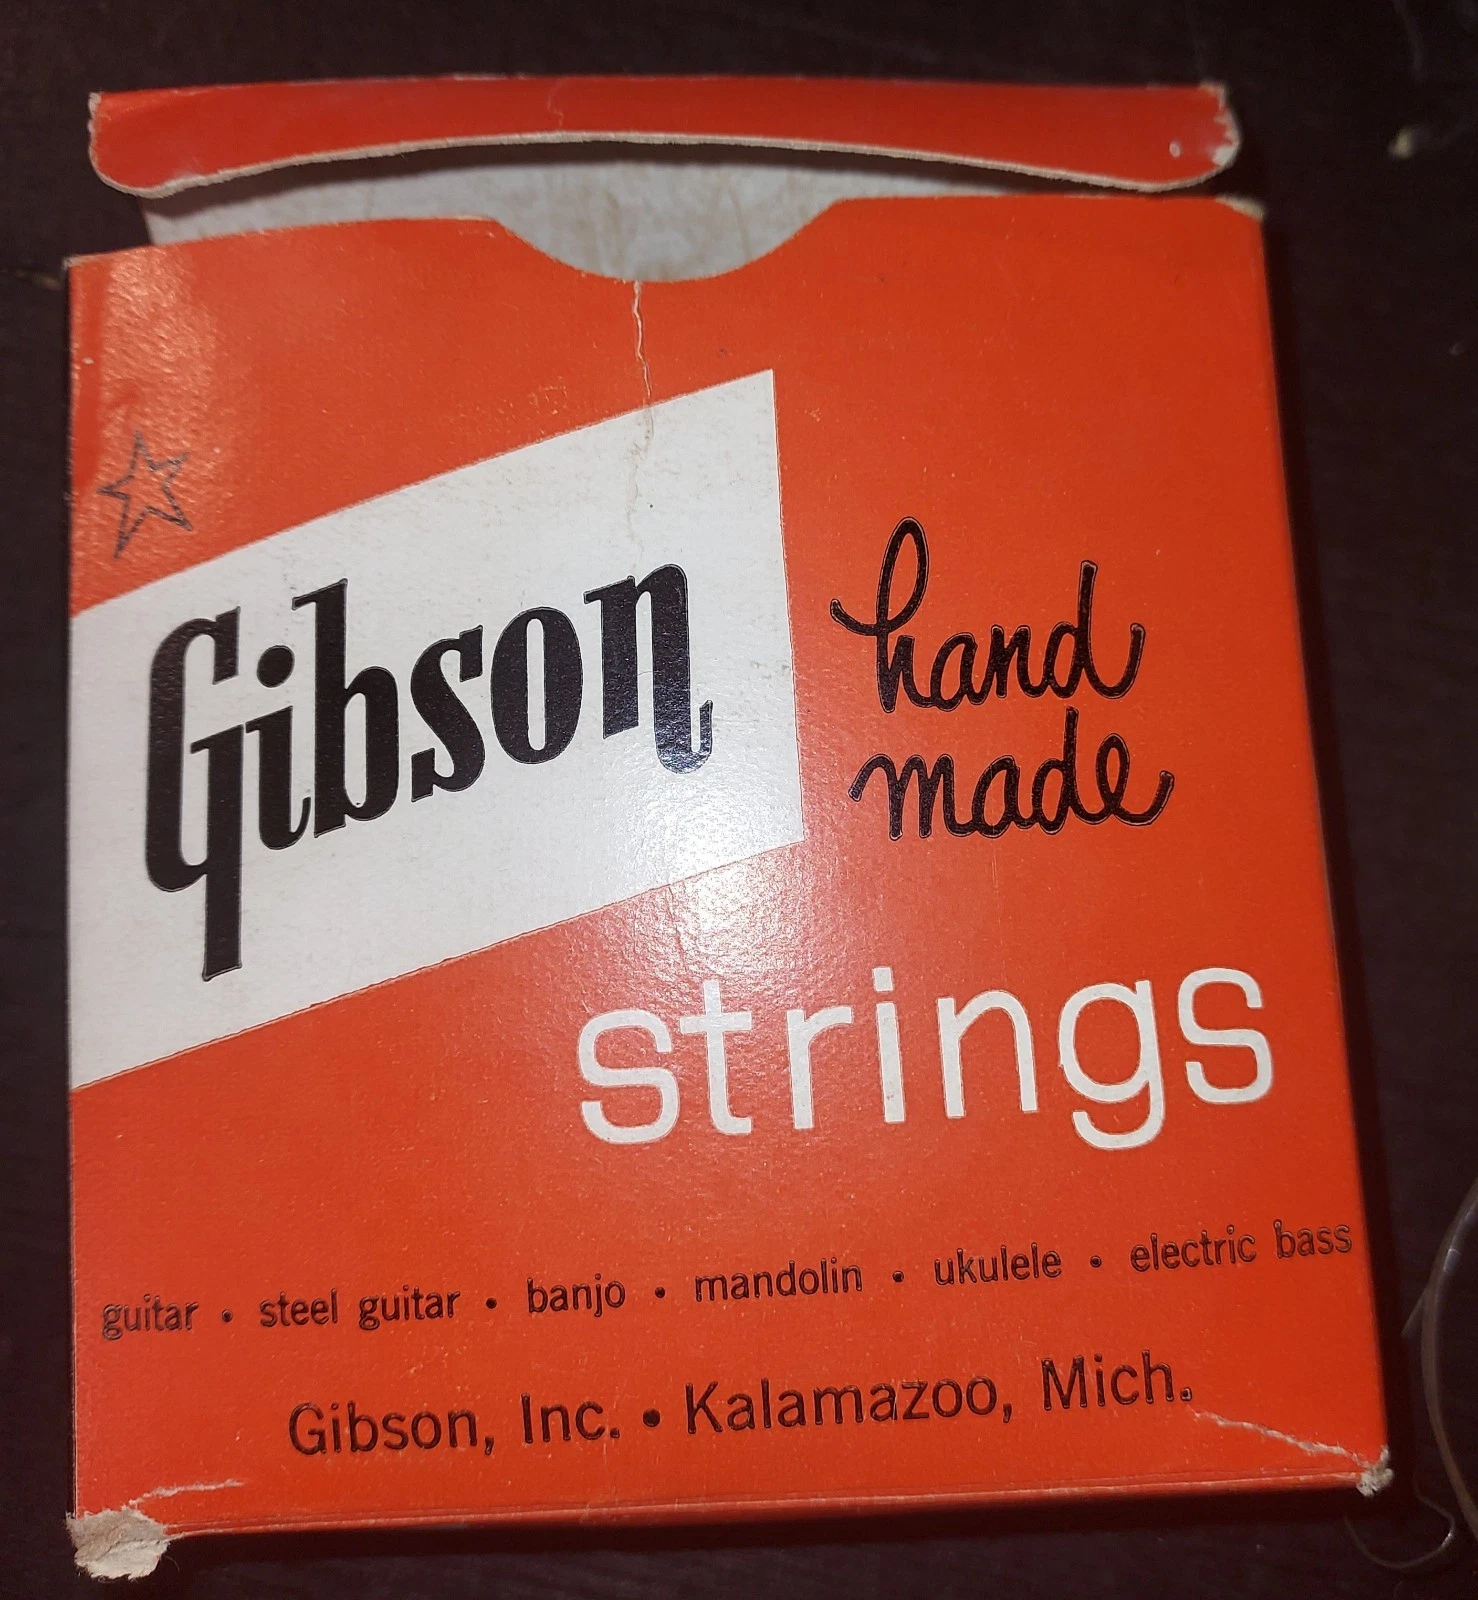 Gibson
hand
made
strings
guitar • steel guitar • banjo • mandolin • ukulele • electric bass
Gibson, Inc. • Kalamazoo, Mich.